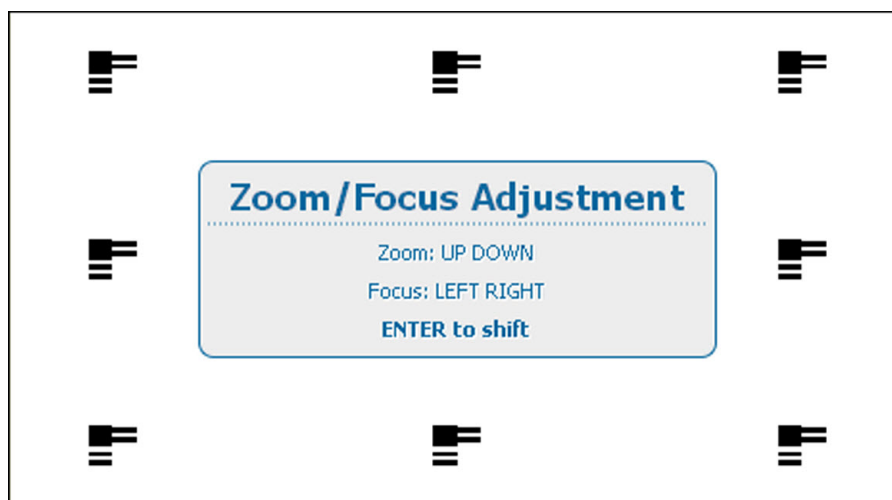 Zoom/Focus Adjustment
Zoom: UP DOWN
Focus: LEFT RIGHT
ENTER to shift